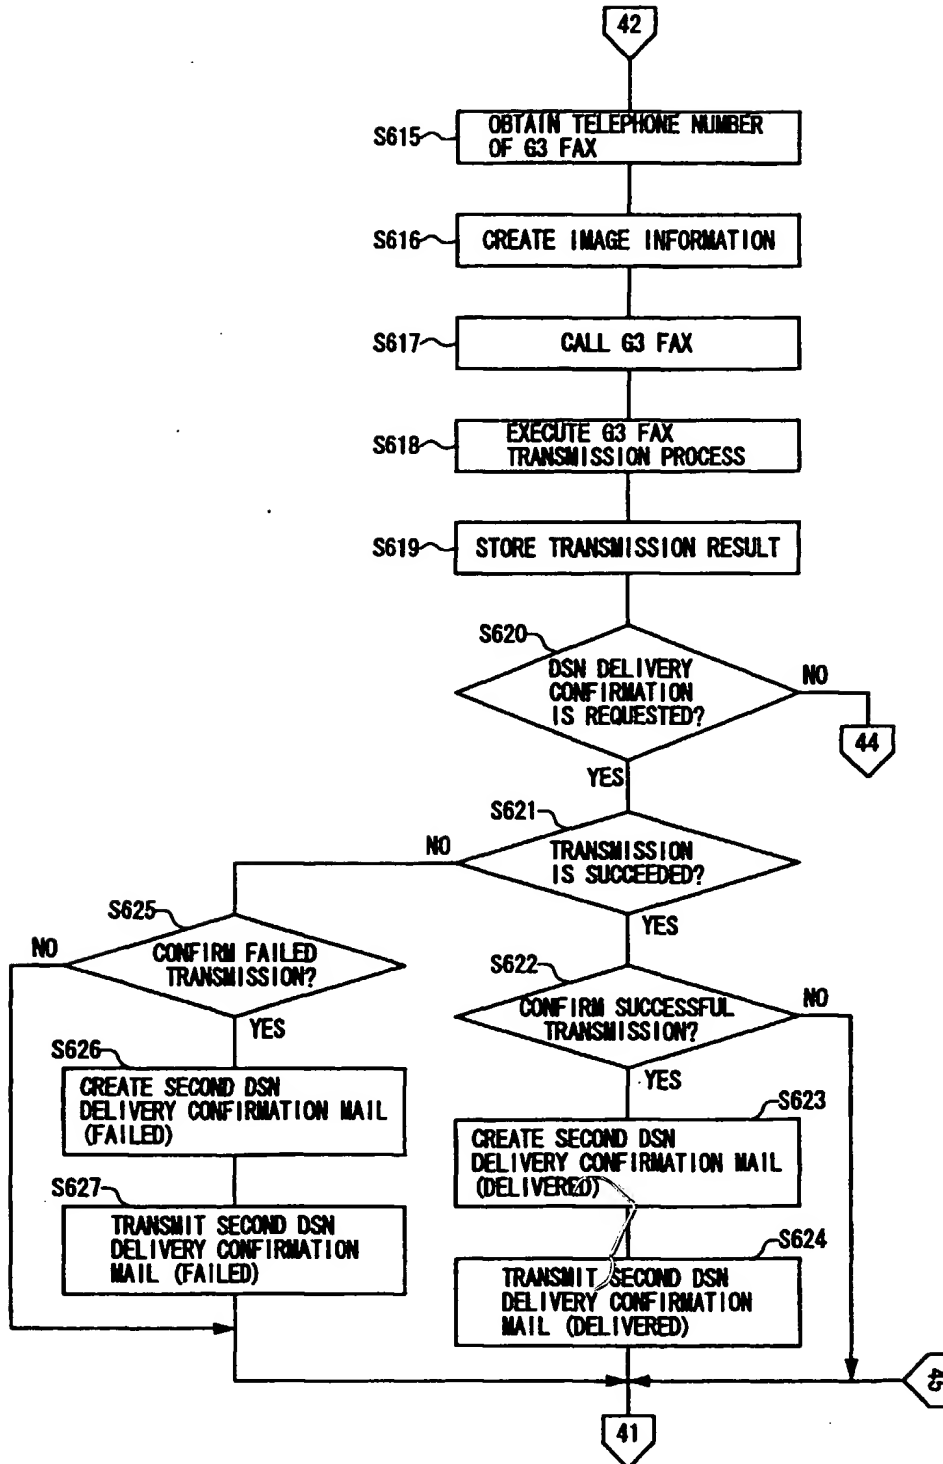 42
S615
OBTAIN TELEPHONE NUMBER
OF G3 FAX
S616
CREATE IMAGE INFORMATION
S617
CALL G3 FAX
S618
EXECUTE G3 FAX
TRANSMISSION PROCESS
S619
STORE TRANSMISSION RESULT
S620
DSN DELIVERY
CONFIRMATION
IS REQUESTED?
NO
44
YES
S621
TRANSMISSION
IS SUCCEEDED?
NO
YES
S625
CONFIRM FAILED
TRANSMISSION?
NO
YES
S622
CONFIRM SUCCESSFUL
TRANSMISSION?
NO
YES
S626
CREATE SECOND DSN
DELIVERY CONFIRMATION MAIL
(FAILED)
S623
CREATE SECOND DSN
DELIVERY CONFIRMATION MAIL
(DELIVERED)
S627
TRANSMIT SECOND DSN
DELIVERY CONFIRMATION
MAIL (FAILED)
S624
TRANSMIT SECOND DSN
DELIVERY CONFIRMATION
MAIL (DELIVERED)
45
41